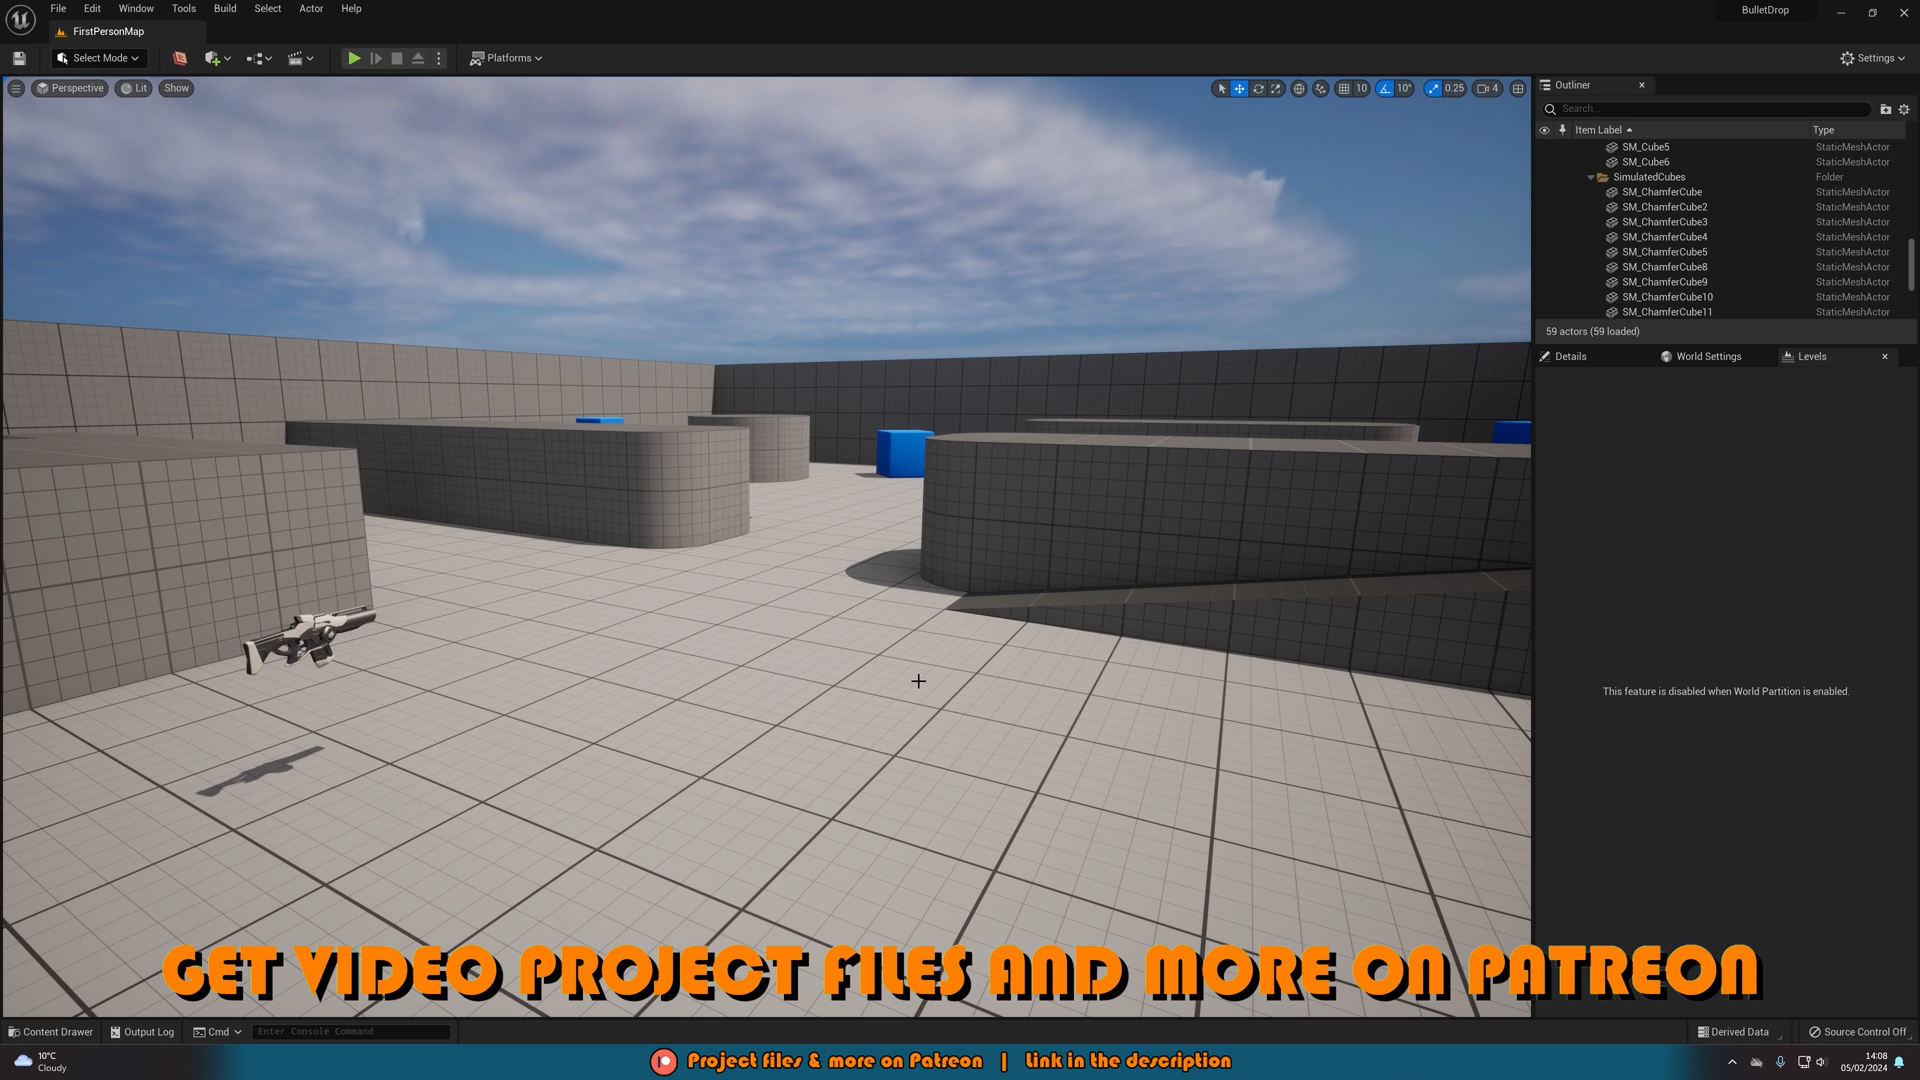 File Edit Window Tools Build Select Actor Help
BulletDrop
FirstPersonMap
Select Mode
Platforms
Settings
Perspective Lit Show
10 10° 0.25 4
Outliner
Search...
Item Label Type
SM_Cube5 StaticMeshActor
SM_Cube6 StaticMeshActor
SimulatedCubes Folder
SM_ChamferCube StaticMeshActor
SM_ChamferCube2 StaticMeshActor
SM_ChamferCube3 StaticMeshActor
SM_ChamferCube4 StaticMeshActor
SM_ChamferCube5 StaticMeshActor
SM_ChamferCube8 StaticMeshActor
SM_ChamferCube9 StaticMeshActor
SM_ChamferCube10 StaticMeshActor
SM_ChamferCube11 StaticMeshActor
59 actors (59 loaded)
Details World Settings Levels
This feature is disabled when World Partition is enabled.
GET VIDEO PROJECT FILES AND MORE ON PATREON
Content Drawer Output Log Cmd Enter Console Command
Derived Data Source Control Off
10°C
Cloudy
Project files & more on Patreon | Link in the description
14:08
05/02/2024